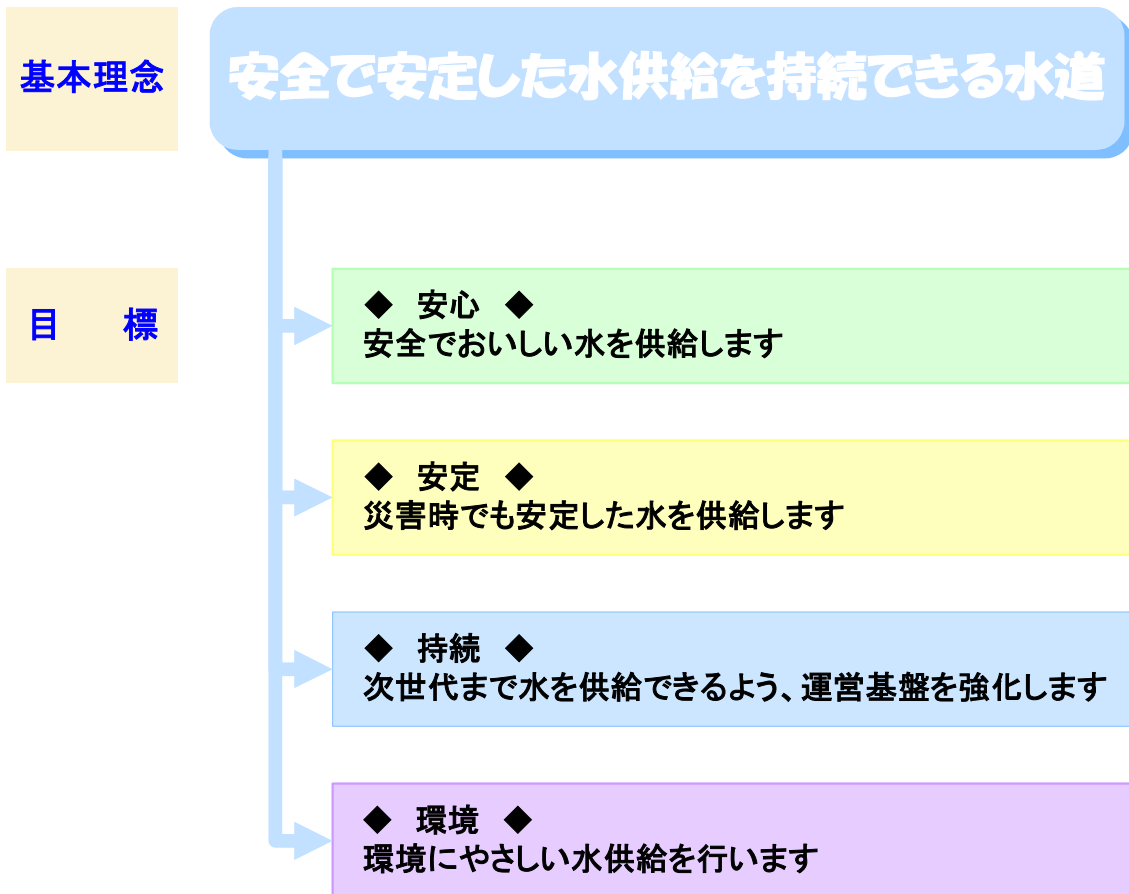 基本理念
安全で安定した水供給を持続できる水道
目　標
◆　安心　◆
安全でおいしい水を供給します
◆　安定　◆
災害時でも安定した水を供給します
◆　持続　◆
次世代まで水を供給できるよう、運営基盤を強化します
◆　環境　◆
環境にやさしい水供給を行います